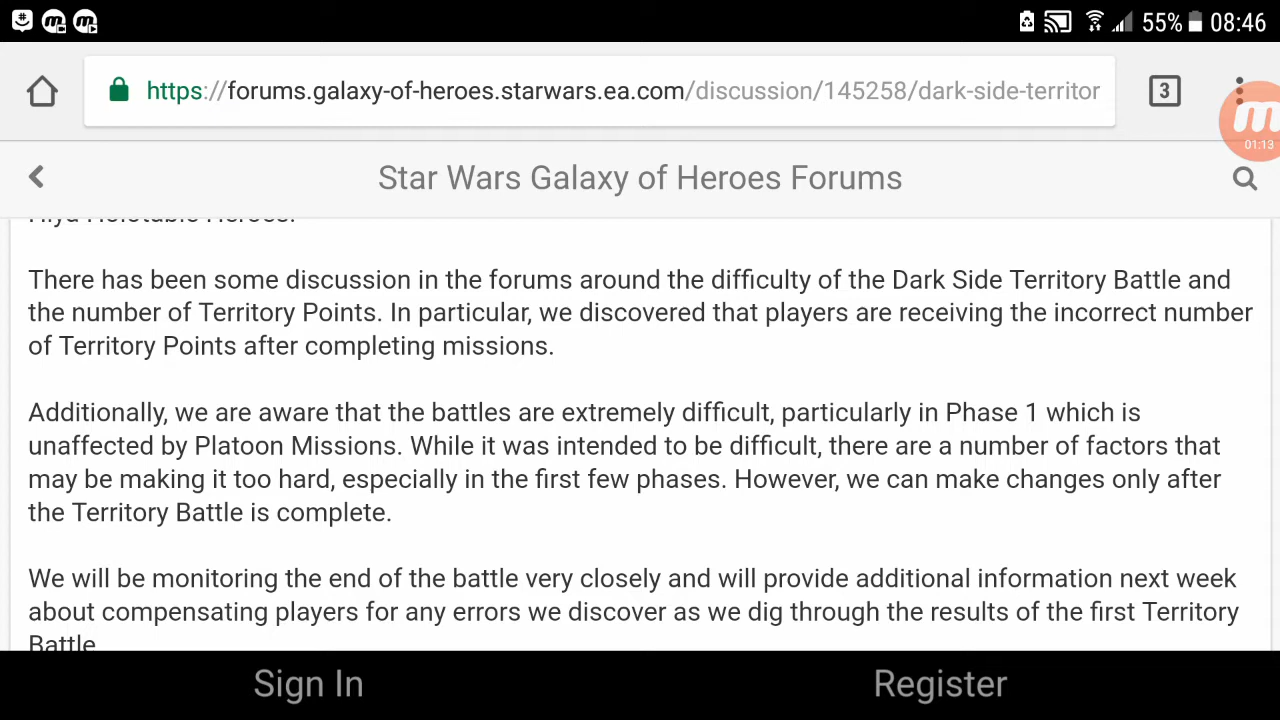 55% 08:46
https://forums.galaxy-of-heroes.starwars.ea.com/discussion/145258/dark-side-territor
3
01:13
Star Wars Galaxy of Heroes Forums
There has been some discussion in the forums around the difficulty of the Dark Side Territory Battle and
the number of Territory Points. In particular, we discovered that players are receiving the incorrect number
of Territory Points after completing missions.
Additionally, we are aware that the battles are extremely difficult, particularly in Phase 1 which is
unaffected by Platoon Missions. While it was intended to be difficult, there are a number of factors that
may be making it too hard, especially in the first few phases. However, we can make changes only after
the Territory Battle is complete.
We will be monitoring the end of the battle very closely and will provide additional information next week
about compensating players for any errors we discover as we dig through the results of the first Territory
Battle
Sign In
Register